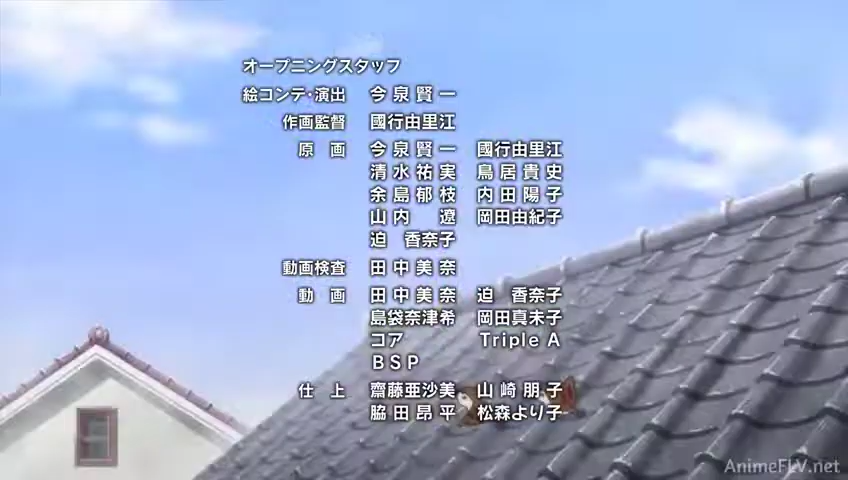 オープニングスタッフ
絵コンテ・演出 今泉賢一
作画監督 國行由里江
原画 今泉賢一 國行由里江
清水祐実 鳥居貴史
余島郁枝 内田陽子
山内遼 岡田由紀子
迫香奈子
動画検査 田中美奈
動画 田中美奈 迫香奈子
島袋奈津希 岡田真未子
コア Triple A
BSP
仕上 齋藤亜沙美 山崎朋子
脇田昂平 松森より子
AnimeFLV.net